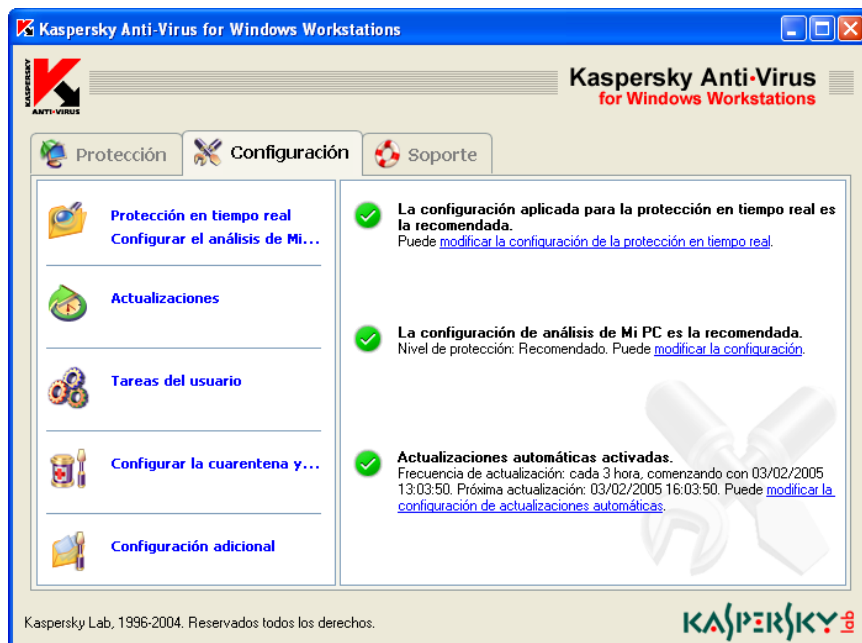 Kaspersky Anti-Virus for Windows Workstations
KASPERSKY
ANTI-VIRUS
Kaspersky Anti•Virus
for Windows Workstations
Protección
Configuración
Soporte
Protección en tiempo real
Configurar el análisis de Mi...
Actualizaciones
Tareas del usuario
Configurar la cuarentena y...
Configuración adicional
La configuración aplicada para la protección en tiempo real es
la recomendada.
Puede modificar la configuración de la protección en tiempo real.
La configuración de análisis de Mi PC es la recomendada.
Nivel de protección: Recomendado. Puede modificar la configuración.
Actualizaciones automáticas activadas.
Frecuencia de actualización: cada 3 hora, comenzando con 03/02/2005
13:03:50. Próxima actualización: 03/02/2005 16:03:50. Puede modificar la
configuración de actualizaciones automáticas.
Kaspersky Lab, 1996-2004. Reservados todos los derechos.
KASPERSKY lab